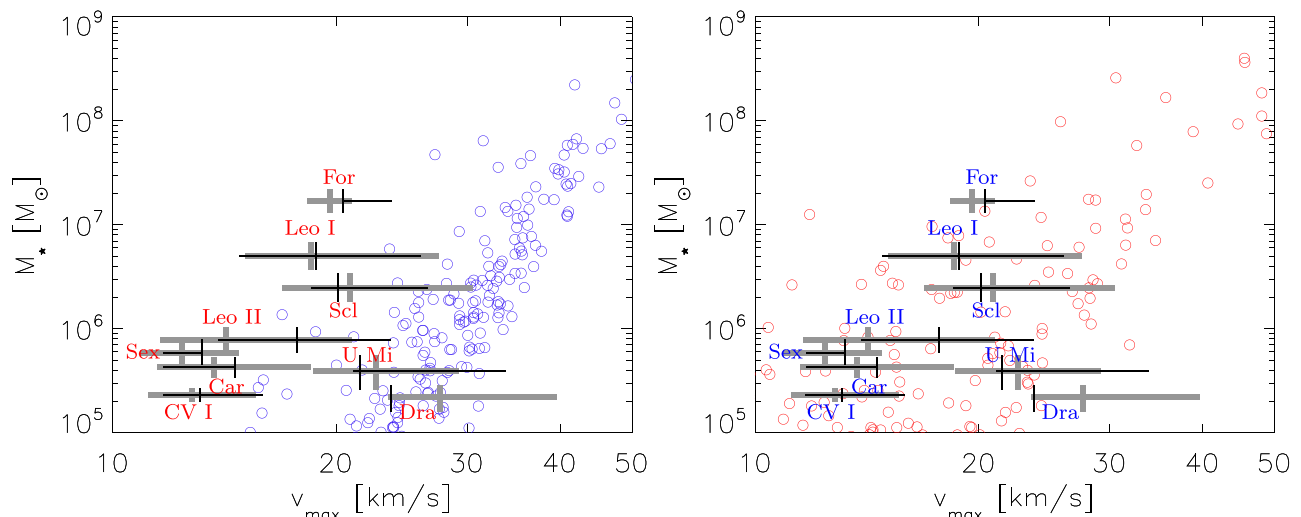 10⁹
10⁸
10⁷
10⁶
10⁵
M⋆ [M⊙]
For
Leo I
Scl
Leo II
Sex
U Mi
Car
CV I
Dra
10 20 30 40 50
v_max [km/s]
10⁹
10⁸
10⁷
10⁶
10⁵
M⋆ [M⊙]
For
Leo I
Scl
Leo II
Sex
U Mi
Car
CV I
Dra
10 20 30 40 50
v_max [km/s]